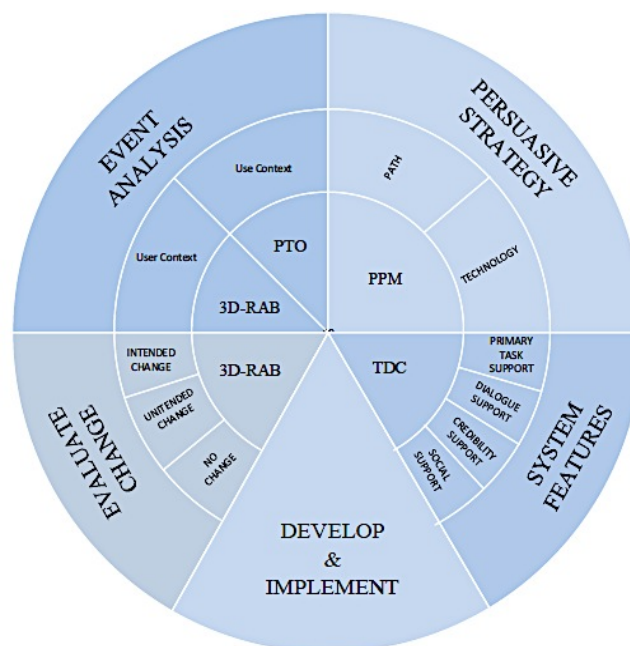 EVENT
ANALYSIS
PERSUASIVE
STRATEGY
Use Context
User Context
PTO
3D-RAB
PATH
TECHNOLOGY
PPM
3D-RAB
INTENDED
CHANGE
UNITENDED
CHANGE
NO
CHANGE
EVALUATE
CHANGE
TDC
PRIMARY
TASK
SUPPORT
DIALOGUE
SUPPORT
CREDIBILITY
SUPPORT
SOCIAL
SUPPORT
SYSTEM
FEATURES
DEVELOP
&
IMPLEMENT